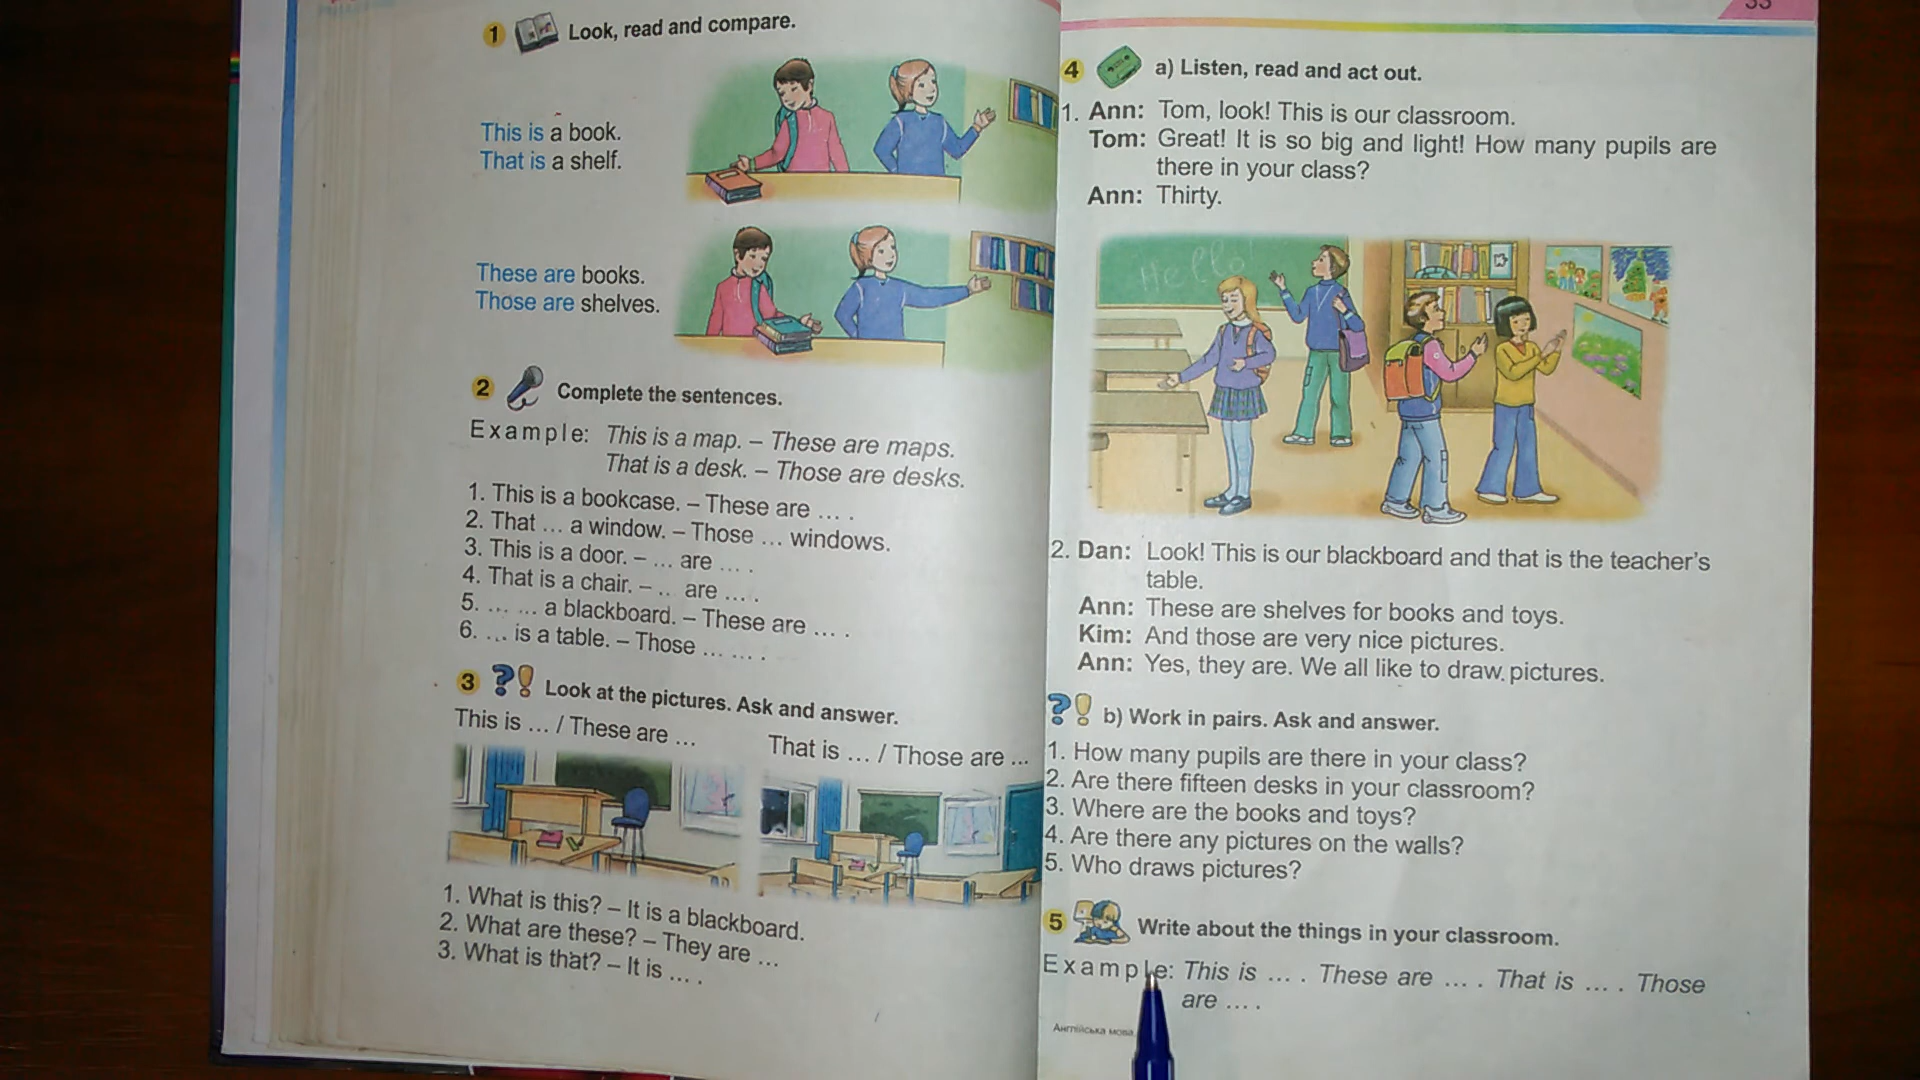 1 Look, read and compare.
This is a book.
That is a shelf.
These are books.
Those are shelves.
2 Complete the sentences.
Example: This is a map. – These are maps.
That is a desk. – Those are desks.
1. This is a bookcase. – These are ... .
2. That ... a window. – Those ... windows.
3. This is a door. – ... are ... .
4. That is a chair. – ... are ... .
5. ... ... a blackboard. – These are ... .
6. ... is a table. – Those ... ... .
3 Look at the pictures. Ask and answer.
This is ... / These are ...
That is ... / Those are ...
1. What is this? – It is a blackboard.
2. What are these? – They are ...
3. What is that? – It is ... .
33
4 a) Listen, read and act out.
1. Ann: Tom, look! This is our classroom.
Tom: Great! It is so big and light! How many pupils are
there in your class?
Ann: Thirty.
Hello!
2. Dan: Look! This is our blackboard and that is the teacher's
table.
Ann: These are shelves for books and toys.
Kim: And those are very nice pictures.
Ann: Yes, they are. We all like to draw pictures.
b) Work in pairs. Ask and answer.
1. How many pupils are there in your class?
2. Are there fifteen desks in your classroom?
3. Where are the books and toys?
4. Are there any pictures on the walls?
5. Who draws pictures?
5 Write about the things in your classroom.
Example: This is ... . These are ... . That is ... . Those
are ... .
Англійська мова